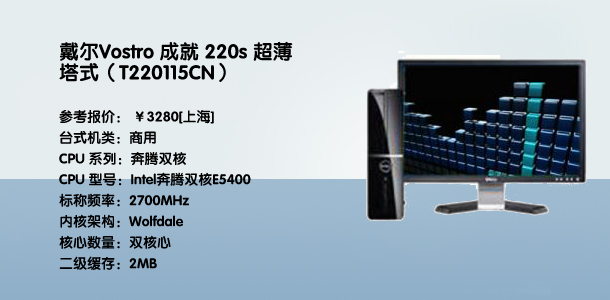 戴尔Vostro 成就 220s 超薄
塔式（T220115CN）
参考报价：￥3280[上海]
台式机类：商用
CPU 系列：奔腾双核
CPU 型号：Intel奔腾双核E5400
标称频率：2700MHz
内核架构：Wolfdale
核心数量：双核心
二级缓存：2MB